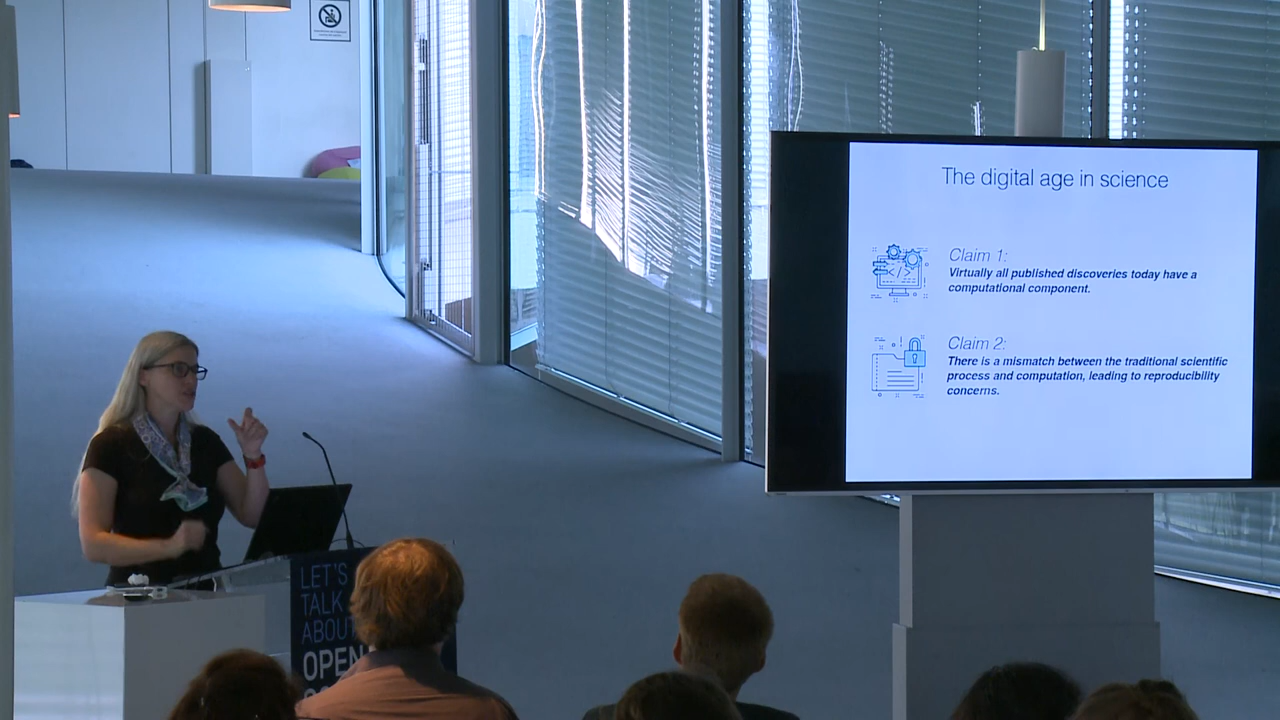 The digital age in science
Claim 1:
Virtually all published discoveries today have a
computational component.
Claim 2:
There is a mismatch between the traditional scientific
process and computation, leading to reproducibility
concerns.
LET'S
TALK
ABOUT
OPEN